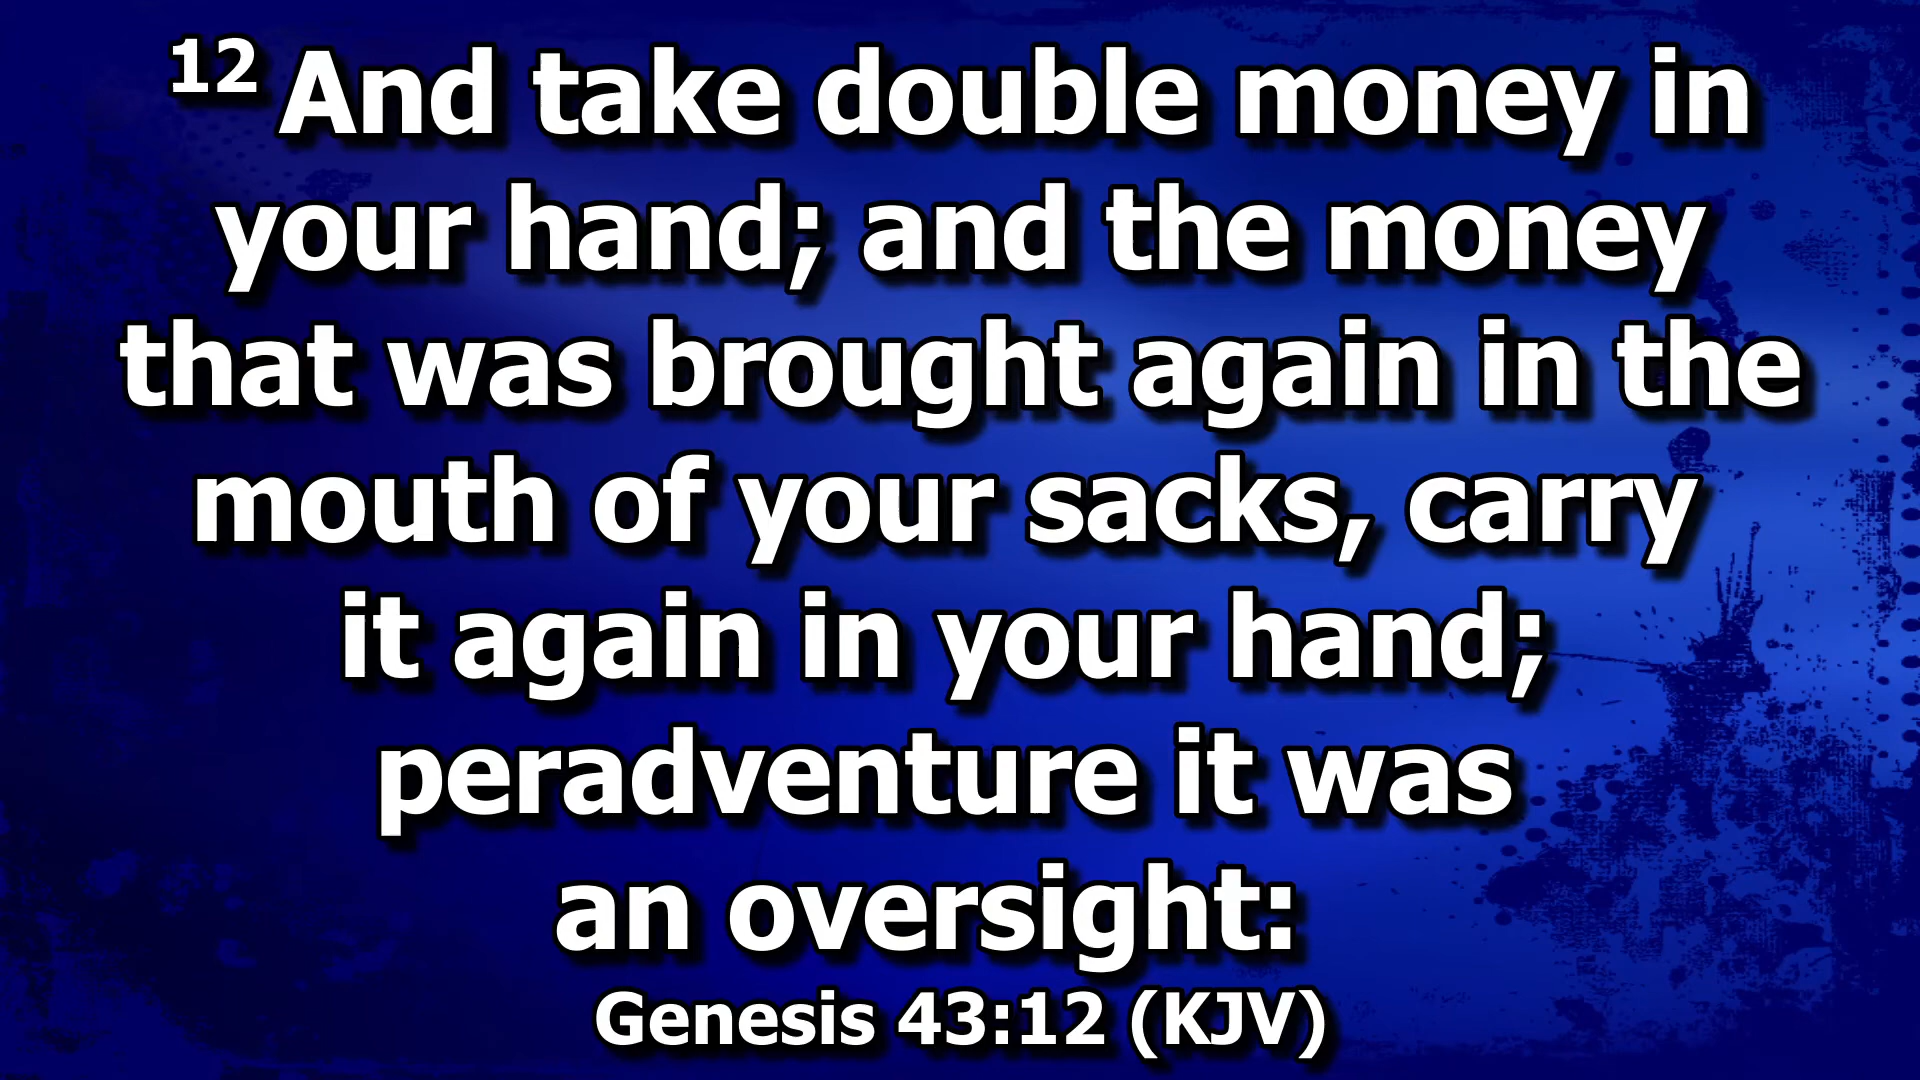 12 And take double money in
your hand; and the money
that was brought again in the
mouth of your sacks, carry
it again in your hand;
peradventure it was
an oversight:
Genesis 43:12 (KJV)